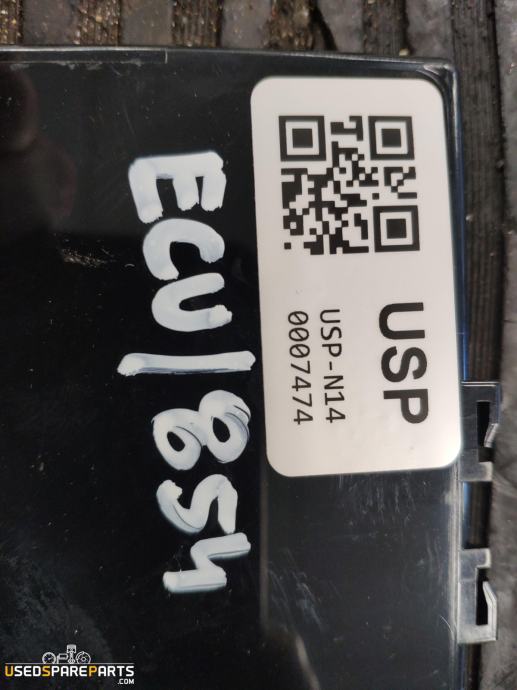 USP
USP-N14
0007474
ECU/854
USEDSPAREPARTS
.COM